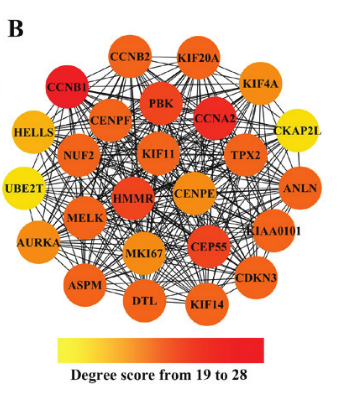 B
CCNB2
KIF20A
CCNB1
KIF4A
PBK
CENPF
CCNA2
HELLS
CKAP2L
NUF2
KIF11
TPX2
UBE2T
HMMR
CENPE
ANLN
MELK
KIAA0101
AURKA
MKI67
CEP55
ASPM
CDKN3
DTL
KIF14
Degree score from 19 to 28